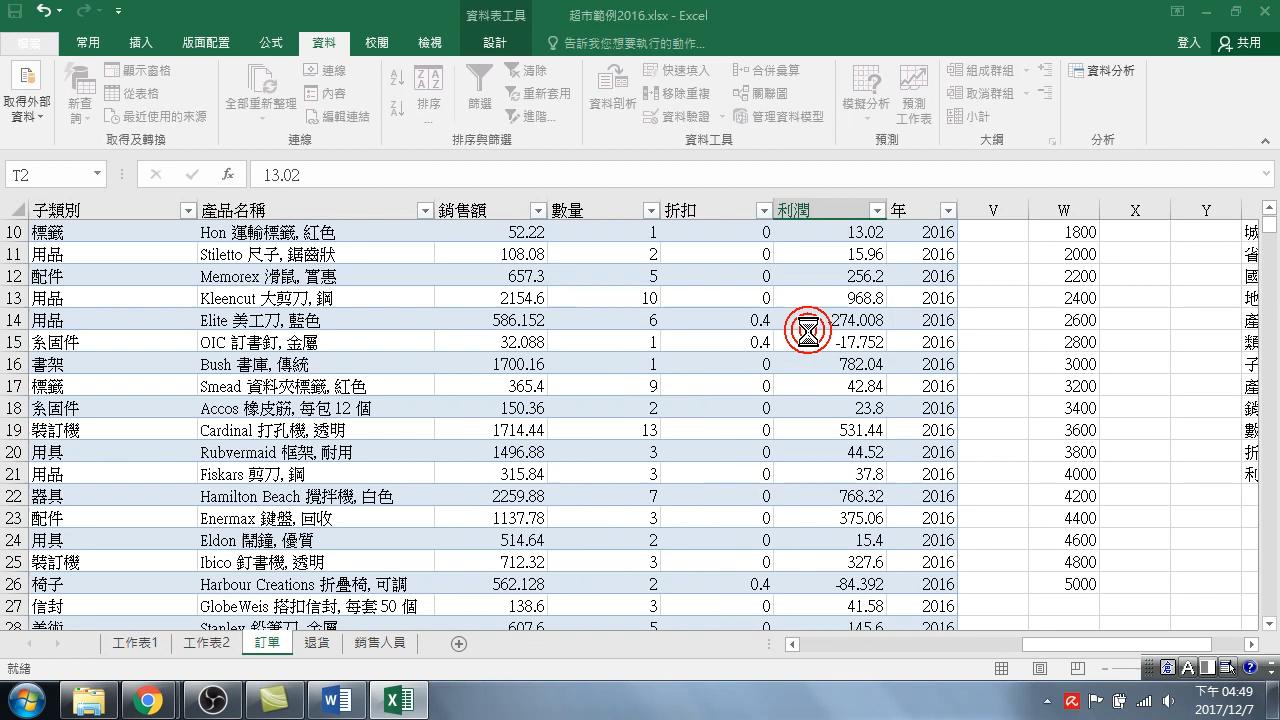 資料表工具
超市範例2016.xlsx - Excel
檔案 常用 插入 版面配置 公式 資料 校閱 檢視 設計 告訴我您想要執行的動作... 登入 共用
取得外部資料
新查詢
顯示窗格
從表格
最近使用的來源
取得及轉換
全部重新整理
連線
內容
編輯連結
連線
排序...
篩選
清除
重新套用
進階...
排序與篩選
資料剖析
快速填入
移除重複
資料驗證
合併彙算
關聯圖
管理資料模型
資料工具
模擬分析
預測工作表
預測
組成群組
取消群組
小計
大綱
資料分析
分析
T2 fx 13.02
子類別 產品名稱 銷售額 數量 折扣 利潤 年 V W X Y
10 標籤 Hon 運輸標籤, 紅色 52.22 1 0 13.02 2016 1800 城
11 用品 Stiletto 尺子, 鋸齒狀 108.08 2 0 15.96 2016 2000 省
12 配件 Memorex 滑鼠, 實惠 657.3 5 0 256.2 2016 2200 國
13 用品 Kleencut 大剪刀, 鋼 2154.6 10 0 968.8 2016 2400 地
14 用品 Elite 美工刀, 藍色 586.152 6 0.4 274.008 2016 2600 產
15 系固件 OIC 訂書釘, 金屬 32.088 1 0.4 -17.752 2016 2800 類
16 書架 Bush 書庫, 傳統 1700.16 1 0 782.04 2016 3000 子
17 標籤 Smead 資料夾標籤, 紅色 365.4 9 0 42.84 2016 3200 產
18 系固件 Accos 橡皮筋, 每包 12 個 150.36 2 0 23.8 2016 3400 銷
19 裝訂機 Cardinal 打孔機, 透明 1714.44 13 0 531.44 2016 3600 數
20 用具 Rubvermaid 框架, 耐用 1496.88 3 0 44.52 2016 3800 折
21 用品 Fiskars 剪刀, 鋼 315.84 3 0 37.8 2016 4000 利
22 器具 Hamilton Beach 攪拌機, 白色 2259.88 7 0 768.32 2016 4200
23 配件 Enermax 鍵盤, 回收 1137.78 3 0 375.06 2016 4400
24 用具 Eldon 鬧鐘, 優質 514.64 2 0 15.4 2016 4600
25 裝訂機 Ibico 釘書機, 透明 712.32 3 0 327.6 2016 4800
26 椅子 Harbour Creations 折疊椅, 可調 562.128 2 0.4 -84.392 2016 5000
27 信封 GlobeWeis 搭扣信封, 每套 50 個 138.6 3 0 41.58 2016
28 美術 Stanley 鉛筆刀, 金屬 607.6 5 0 145.6 2016
工作表1 工作表2 訂單 退貨 銷售人員
就緒
下午 04:49
2017/12/7